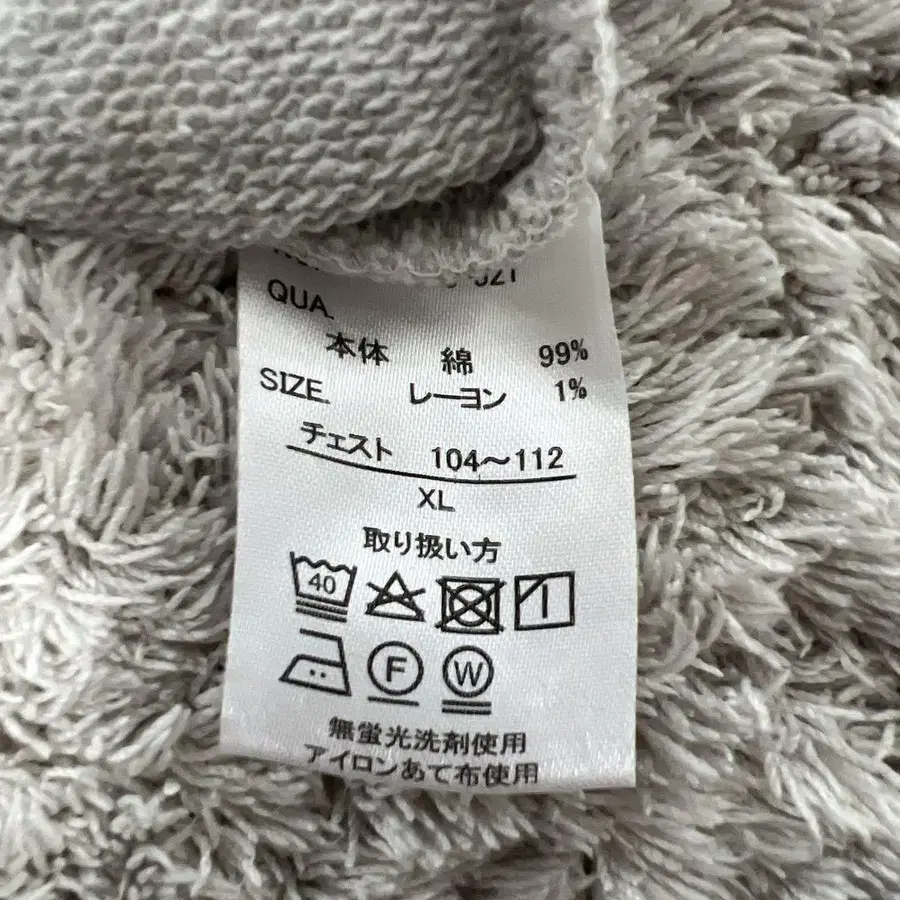 QUA.
本体 綿 99%
SIZE. レーヨン 1%
チェスト 104～112
XL
取り扱い方
40
F W
無蛍光洗剤使用
アイロンあて布使用